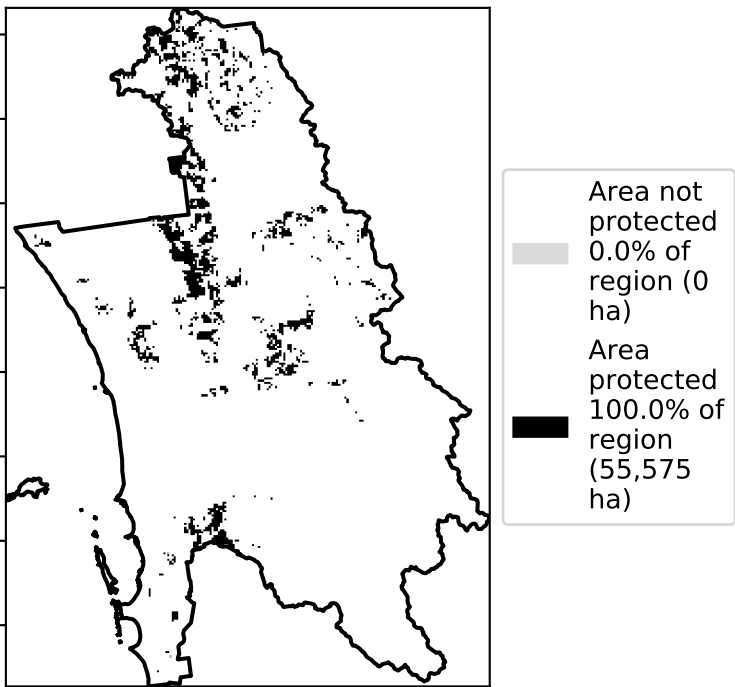 Area not
protected
0.0% of
region (0
ha)
Area
protected
100.0% of
region
(55,575
ha)